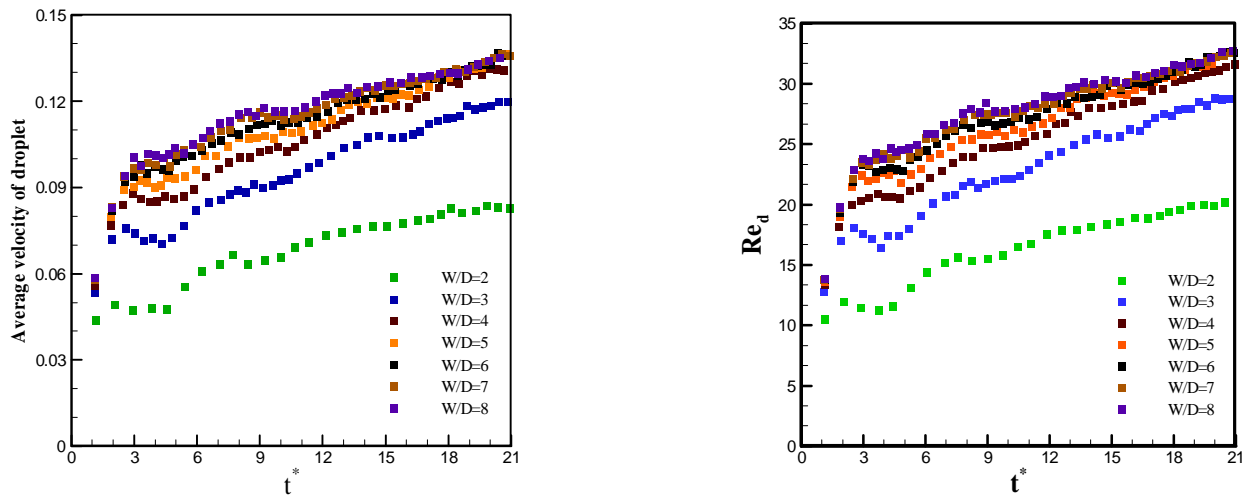 Average velocity of droplet
0.15
0.12
0.09
0.06
0.03
0
0 3 6 9 12 15 18 21
t*
W/D=2
W/D=3
W/D=4
W/D=5
W/D=6
W/D=7
W/D=8
Re_d
35
30
25
20
15
10
5
0
0 3 6 9 12 15 18 21
t*
W/D=2
W/D=3
W/D=4
W/D=5
W/D=6
W/D=7
W/D=8